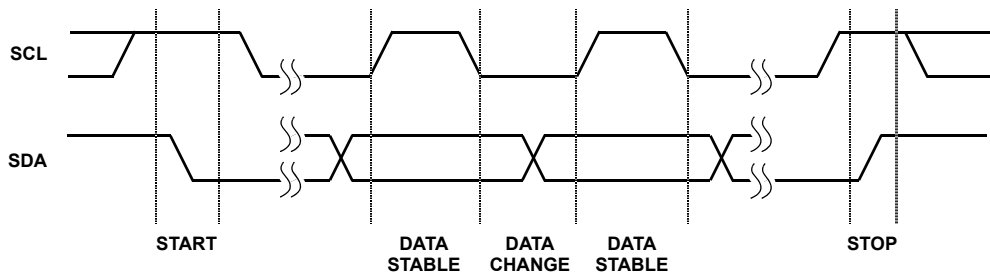 SCL
SDA
START
DATA
STABLE
DATA
CHANGE
DATA
STABLE
STOP